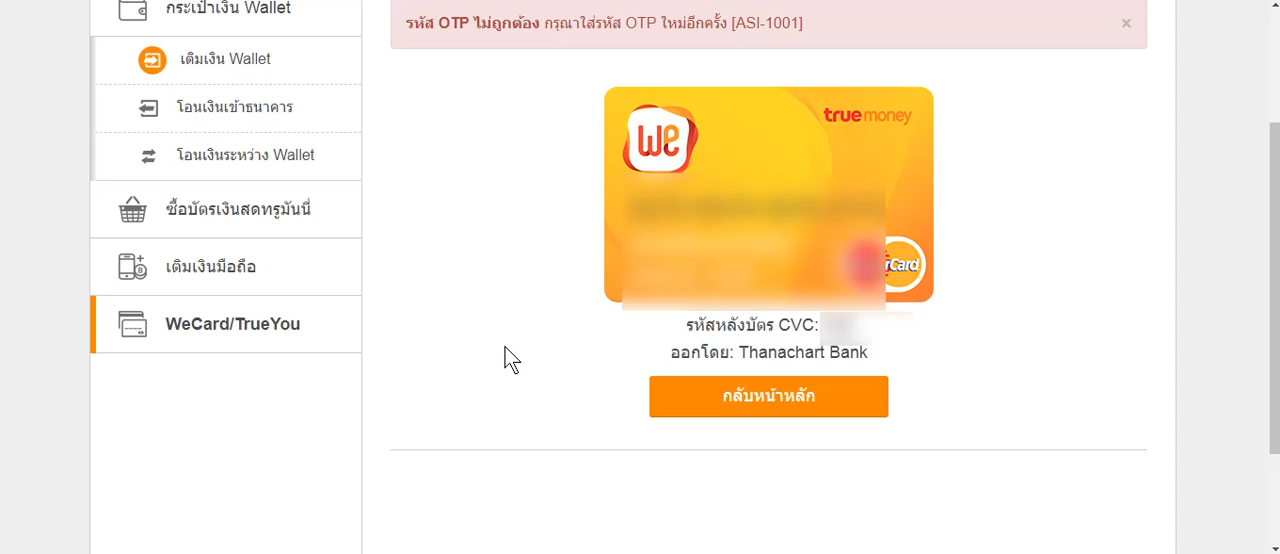 กระเป๋าเงิน Wallet
เติมเงิน Wallet
โอนเงินเข้าธนาคาร
โอนเงินระหว่าง Wallet
ซื้อบัตรเงินสดทรูมันนี่
เติมเงินมือถือ
WeCard/TrueYou
รหัส OTP ไม่ถูกต้อง กรุณาใส่รหัส OTP ใหม่อีกครั้ง [ASI-1001]
×
We
truemoney
rCard
รหัสหลังบัตร CVC:
ออกโดย: Thanachart Bank
กลับหน้าหลัก